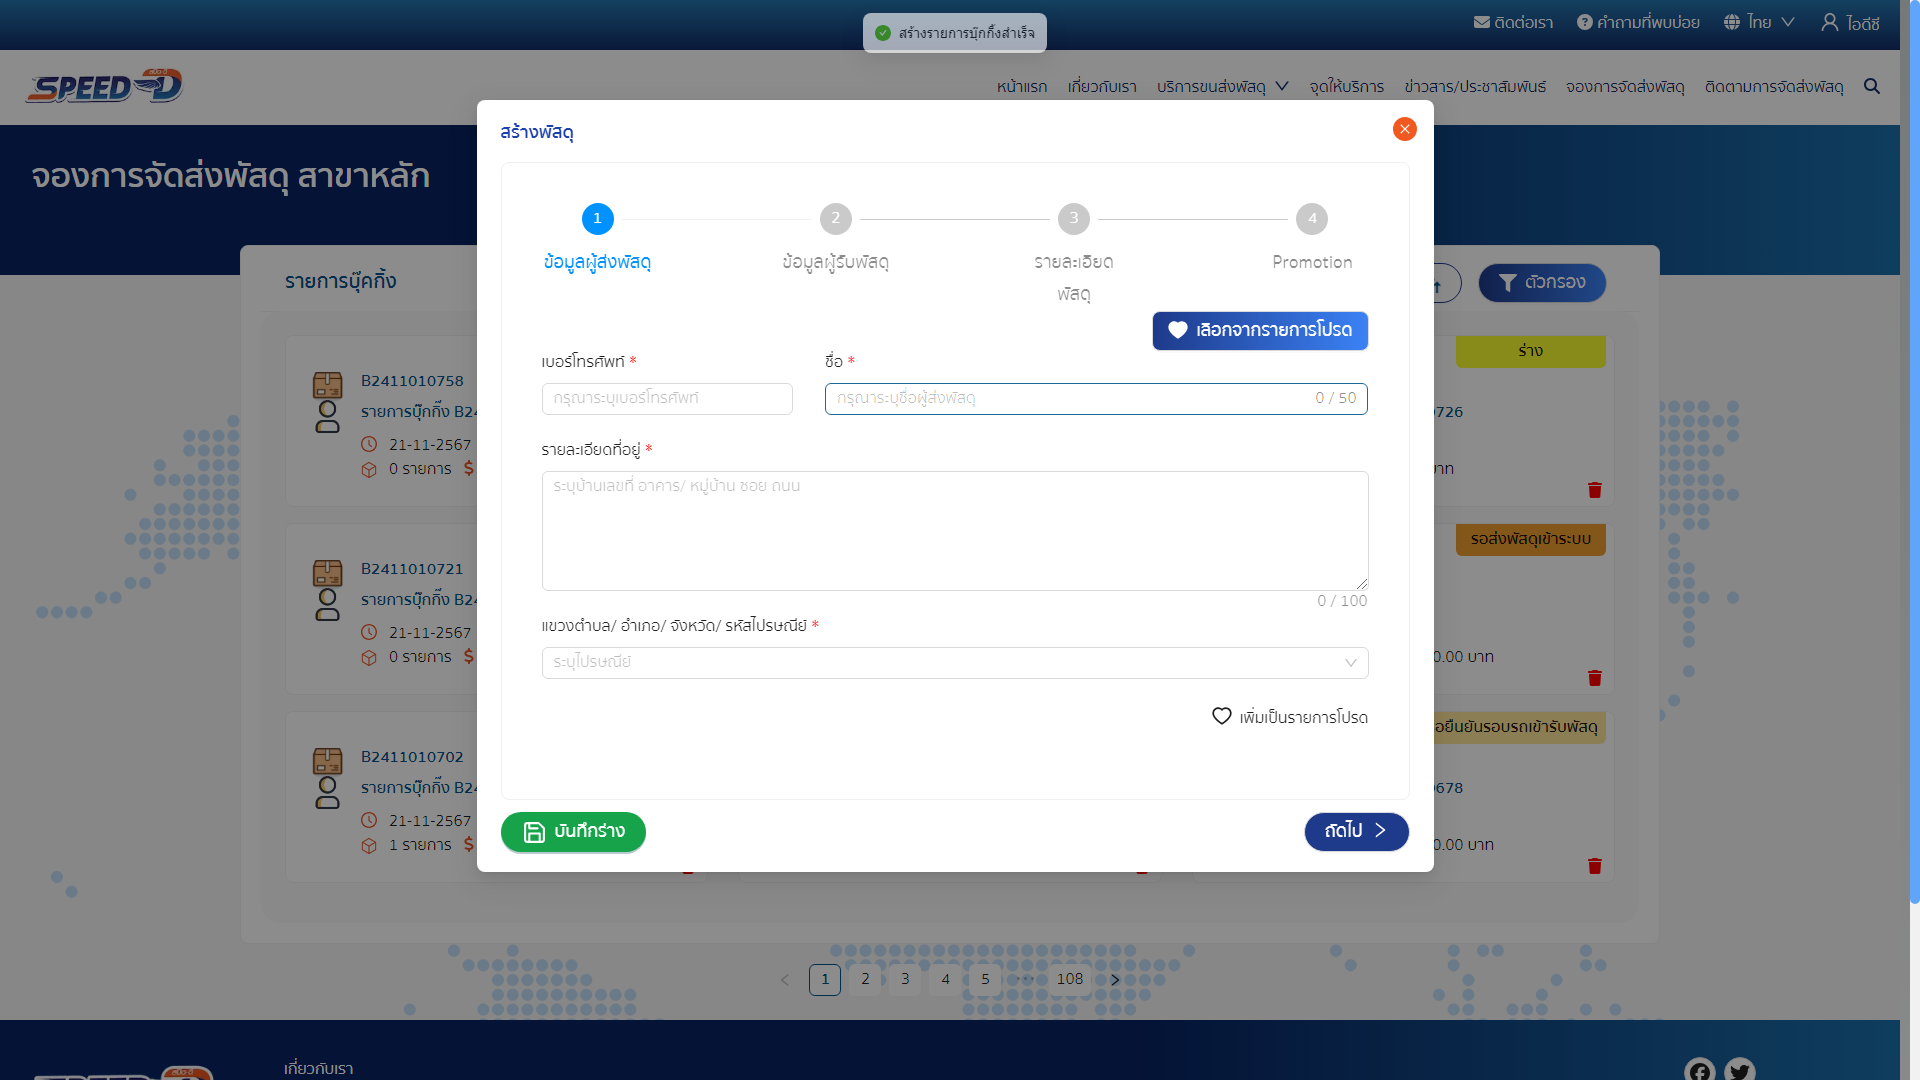 ติดต่อเรา
คำถามที่พบบ่อย
ไทย
ไอดีซี
สร้างรายการบุ๊กกิ้งสำเร็จ
SPEED-D
หน้าแรก
เกี่ยวกับเรา
บริการขนส่งพัสดุ
จุดให้บริการ
ข่าวสาร/ประชาสัมพันธ์
จองการจัดส่งพัสดุ
ติดตามการจัดส่งพัสดุ
จองการจัดส่งพัสดุ สาขาหลัก
สร้างพัสดุ
1
2
3
4
ข้อมูลผู้ส่งพัสดุ
ข้อมูลผู้รับพัสดุ
รายละเอียด
พัสดุ
Promotion
เลือกจากรายการโปรด
เบอร์โทรศัพท์ *
กรุณาระบุเบอร์โทรศัพท์
ชื่อ *
กรุณาระบุชื่อผู้ส่งพัสดุ
0 / 50
รายละเอียดที่อยู่ *
ระบุบ้านเลขที่ อาคาร/ หมู่บ้าน ซอย ถนน
0 / 100
แขวงตำบล/ อำเภอ/ จังหวัด/ รหัสไปรษณีย์ *
ระบุไปรษณีย์
เพิ่มเป็นรายการโปรด
บันทึกร่าง
ถัดไป
รายการบุ๊คกิ้ง
ตัวกรอง
B2411010758
รายการบุ๊กกิ้ง B24
21-11-2567
0 รายการ
ร่าง
726
บาท
B2411010721
รายการบุ๊กกิ้ง B24
21-11-2567
0 รายการ
รอส่งพัสดุเข้าระบบ
0.00 บาท
B2411010702
รายการบุ๊กกิ้ง B24
21-11-2567
1 รายการ
อยืนยันรอบรถเข้ารับพัสดุ
678
0.00 บาท
1
2
3
4
5
•••
108
เกี่ยวกับเรา